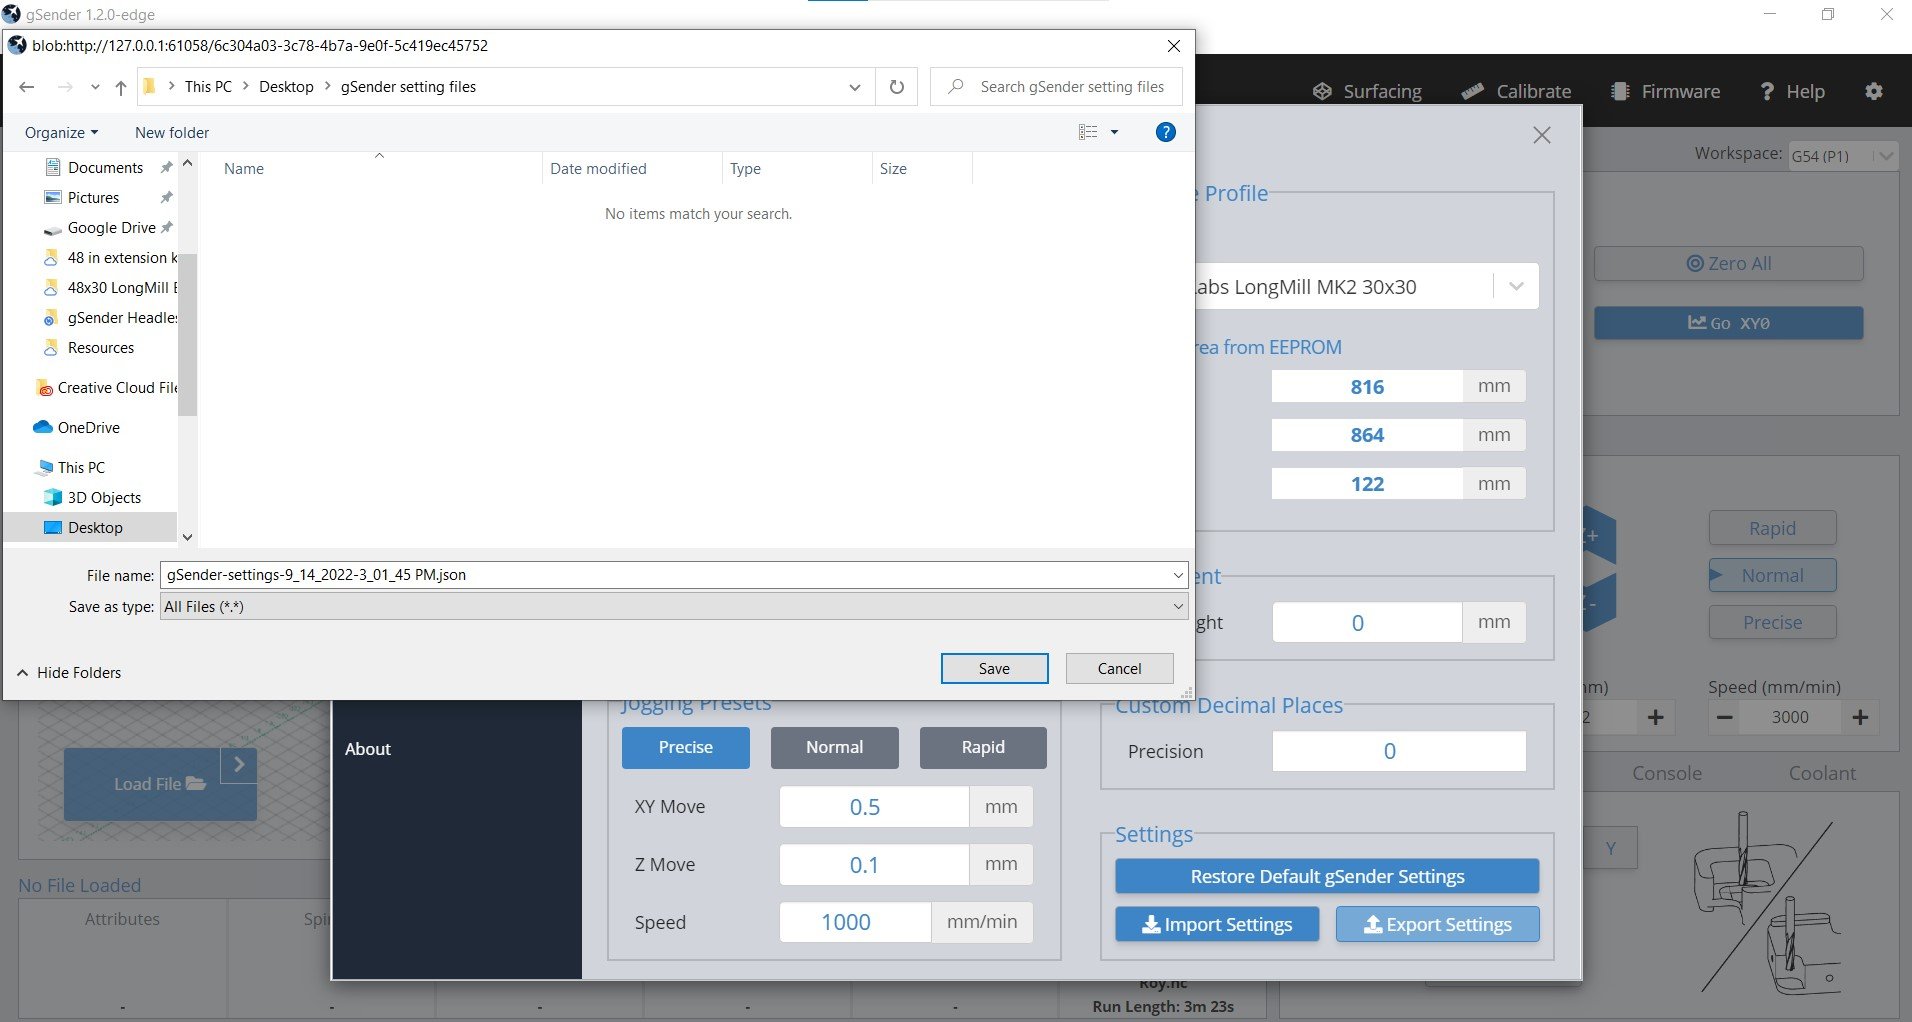 gSender 1.2.0-edge
blob:http://127.0.0.1:61058/6c304a03-3c78-4b7a-9e0f-5c419ec45752
This PC > Desktop > gSender setting files
Search gSender setting files
Organize
New folder
Name
Date modified
Type
Size
No items match your search.
Documents
Pictures
Google Drive
48 in extension k
48x30 LongMill E
gSender Headles
Resources
Creative Cloud File
OneDrive
This PC
3D Objects
Desktop
File name: gSender-settings-9_14_2022-3_01_45 PM.json
Save as type: All Files (*.*)
Hide Folders
Save
Cancel
Surfacing
Calibrate
Firmware
? Help
Workspace: G54 (P1)
Zero All
Go XY0
Profile
abs LongMill MK2 30x30
rea from EEPROM
816 mm
864 mm
122 mm
ent
ght 0 mm
Z+
Z-
Rapid
Normal
Precise
m)
Speed (mm/min)
2 +
− 3000 +
Console
Coolant
Y
About
Load File
No File Loaded
Attributes
Spi
Jogging Presets
Precise
Normal
Rapid
XY Move 0.5 mm
Z Move 0.1 mm
Speed 1000 mm/min
Custom Decimal Places
Precision 0
Settings
Restore Default gSender Settings
Import Settings
Export Settings
- - - - -
Roy.nc
Run Length: 3m 23s